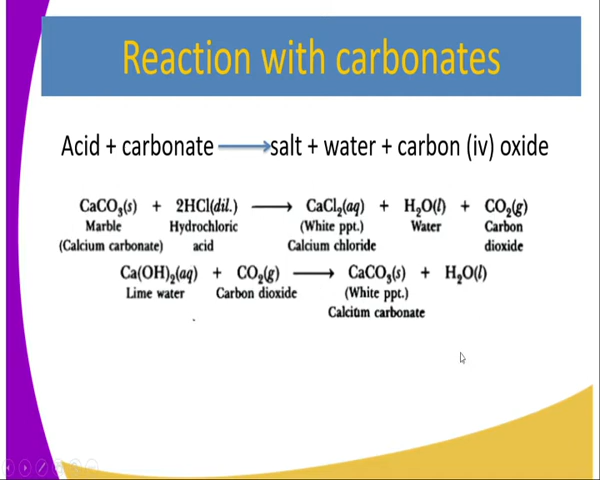 Reaction with carbonates
Acid + carbonate ⟶ salt + water + carbon (iv) oxide
CaCO₃(s) + 2HCl(dil.) ⟶ CaCl₂(aq) + H₂O(l) + CO₂(g)
Marble Hydrochloric (White ppt.) Water Carbon
(Calcium carbonate) acid Calcium chloride dioxide
Ca(OH)₂(aq) + CO₂(g) ⟶ CaCO₃(s) + H₂O(l)
Lime water Carbon dioxide (White ppt.)
Calcium carbonate